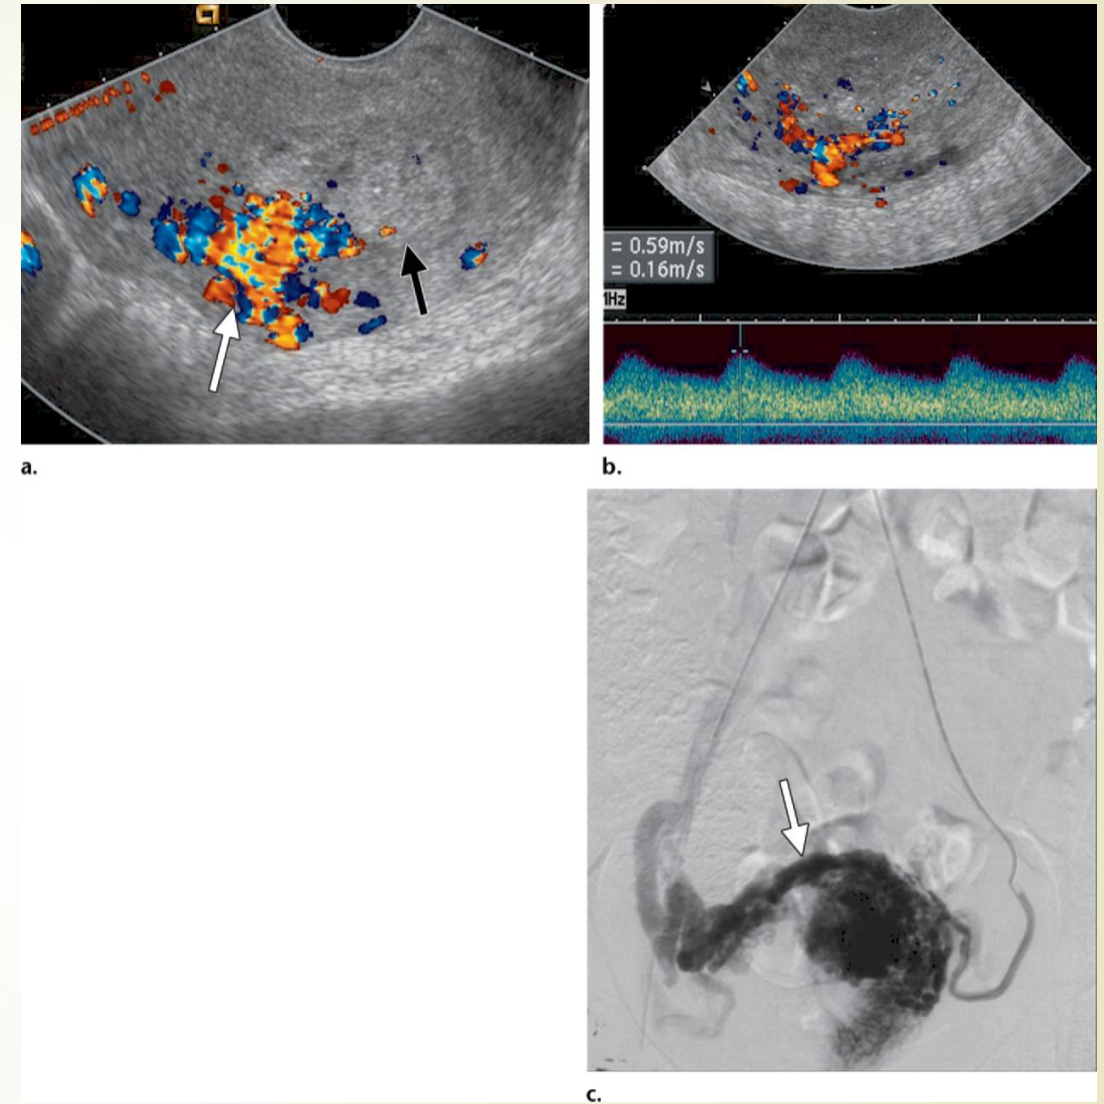 a.
b.
= 0.59m/s
= 0.16m/s
1Hz
c.